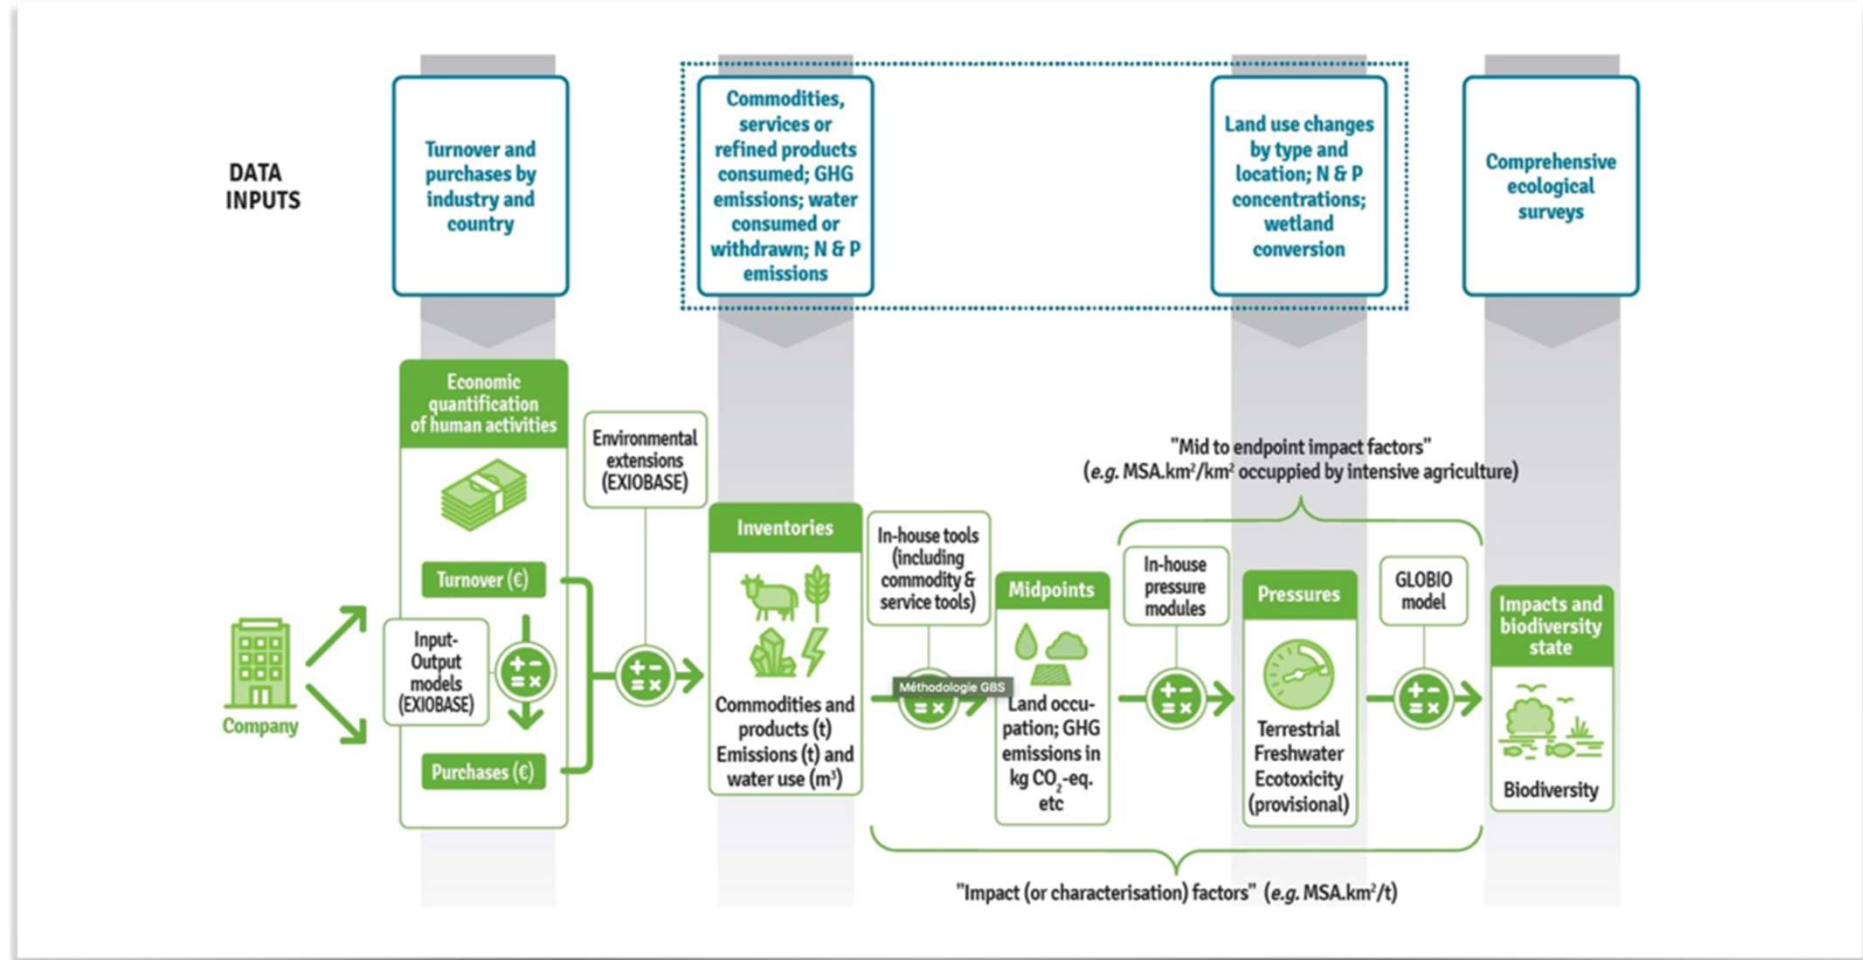 DATA
INPUTS
Turnover and
purchases by
industry and
country
Commodities,
services or
refined products
consumed; GHG
emissions; water
consumed or
withdrawn; N & P
emissions
Land use changes
by type and
location; N & P
concentrations;
wetland
conversion
Comprehensive
ecological
surveys
Economic
quantification
of human activities
Environmental
extensions
(EXIOBASE)
"Mid to endpoint impact factors"
(e.g. MSA.km²/km² occuppied by intensive agriculture)
Inventories
In-house tools
(including
commodity &
service tools)
Midpoints
In-house
pressure
modules
Pressures
GLOBIO
model
Impacts and
biodiversity
state
Turnover (€)
Input-
Output
models
(EXIOBASE)
Purchases (€)
Company
Commodities and
products (t)
Emissions (t) and
water use (m³)
Méthodologie GBS
Land occu-
pation; GHG
emissions in
kg CO₂-eq.
etc
Terrestrial
Freshwater
Ecotoxicity
(provisional)
Biodiversity
"Impact (or characterisation) factors" (e.g. MSA.km²/t)